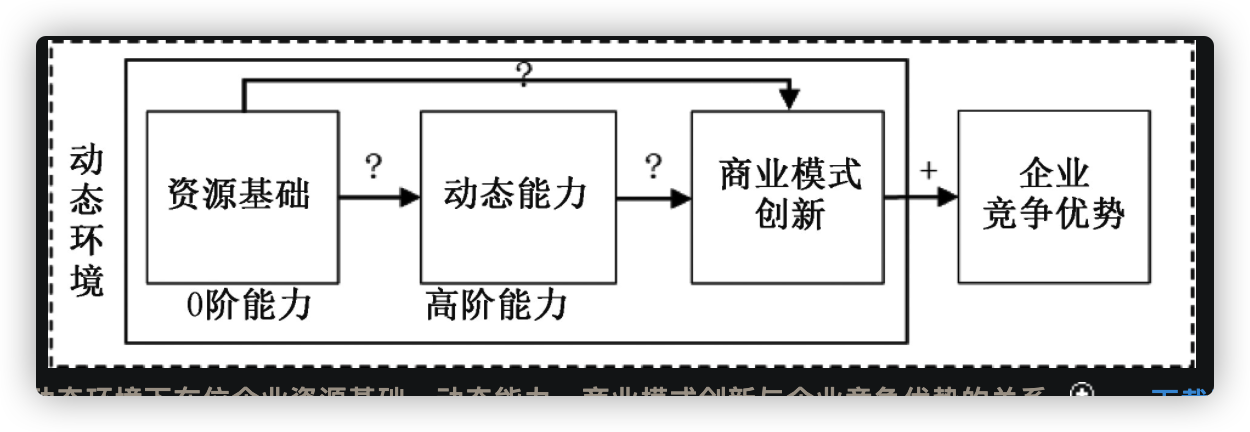 动态环境
?
资源基础
?
动态能力
?
商业模式
创新
+
企业
竞争优势
0阶能力
高阶能力
动态环境下在位企业资源基础、动态能力、商业模式创新与企业竞争优势的关系
下载